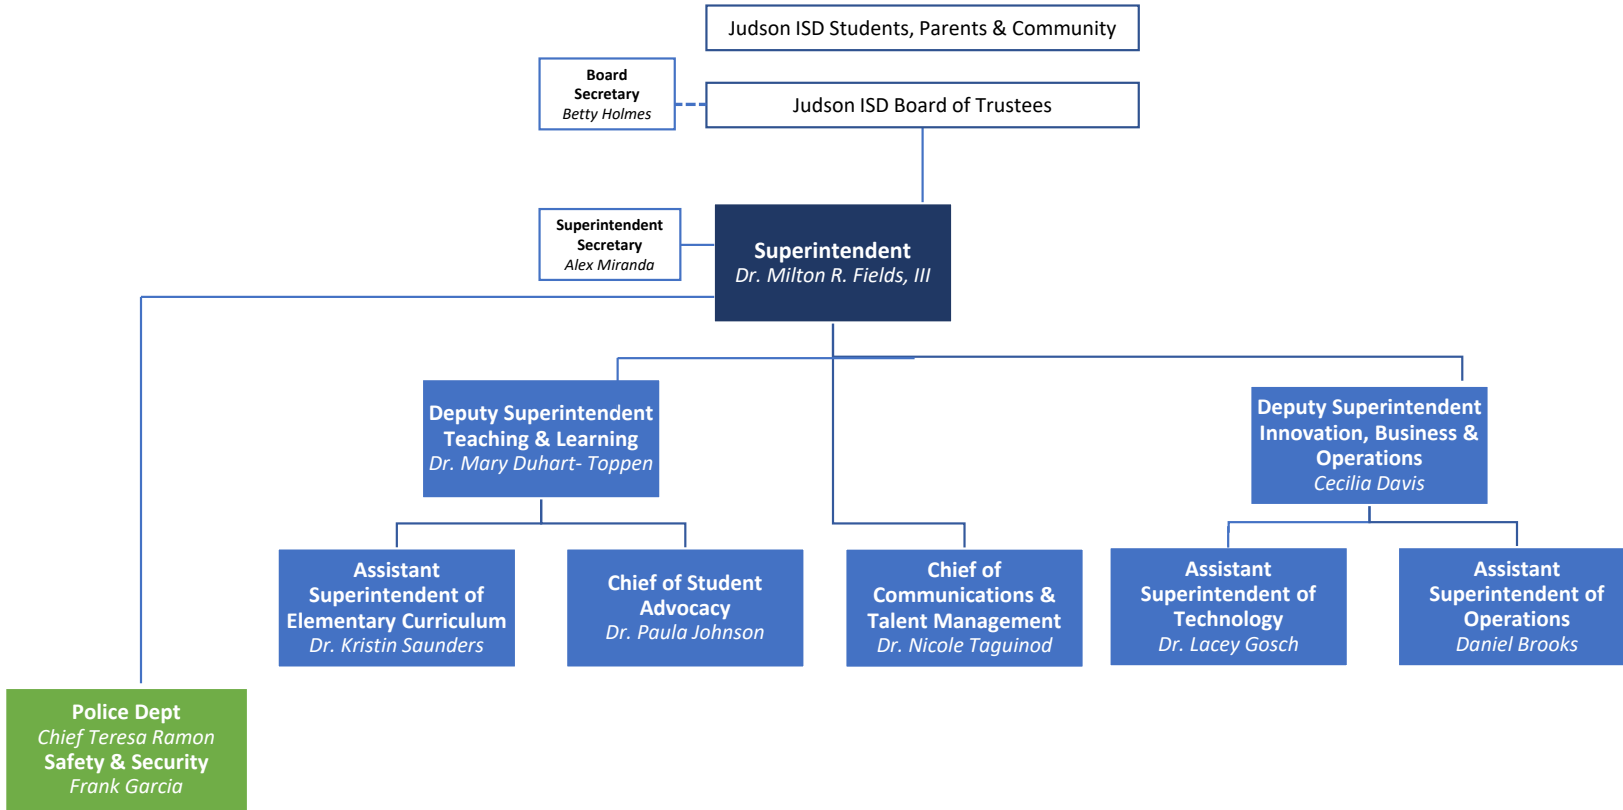 Judson ISD Students, Parents & Community
Board
Secretary
Betty Holmes
Judson ISD Board of Trustees
Superintendent
Secretary
Alex Miranda
Superintendent
Dr. Milton R. Fields, III
Deputy Superintendent
Teaching & Learning
Dr. Mary Duhart- Toppen
Deputy Superintendent
Innovation, Business &
Operations
Cecilia Davis
Assistant
Superintendent of
Elementary Curriculum
Dr. Kristin Saunders
Chief of Student
Advocacy
Dr. Paula Johnson
Chief of
Communications &
Talent Management
Dr. Nicole Taguinod
Assistant
Superintendent of
Technology
Dr. Lacey Gosch
Assistant
Superintendent of
Operations
Daniel Brooks
Police Dept
Chief Teresa Ramon
Safety & Security
Frank Garcia